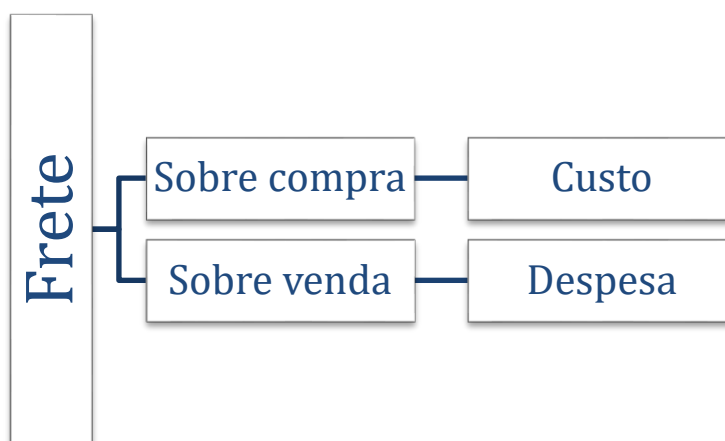 Frete
Sobre compra
Custo
Sobre venda
Despesa